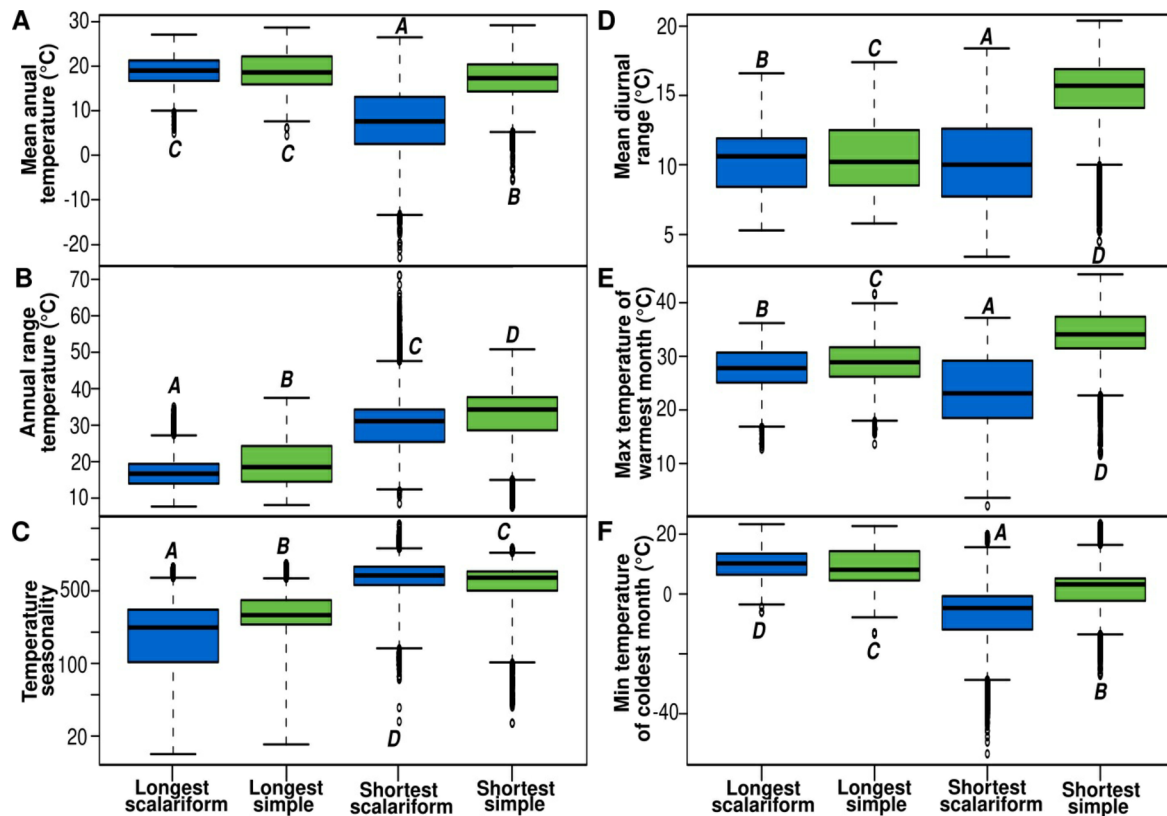 A
Mean anual
temperature (°C)
30
20
10
0
-10
-20
A
C
C
B
B
Annual range
temperature (°C)
70
60
50
40
30
20
10
A
B
C
D
C
Temperature
seasonality
500
100
20
A
B
D
C
Longest
scalariform
Longest
simple
Shortest
scalariform
Shortest
simple
D
Mean diurnal
range (°C)
20
15
10
5
B
C
A
D
E
Max temperature of
warmest month (°C)
40
30
20
10
B
C
A
D
F
Min temperature
of coldest month (°C)
20
0
-40
D
C
A
B
Longest
scalariform
Longest
simple
Shortest
scalariform
Shortest
simple